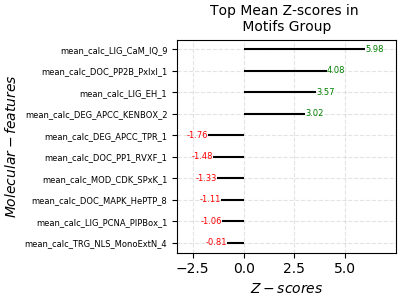 Top Mean Z-scores in
Motifs Group
mean_calc_LIG_CaM_IQ_9
5.98
mean_calc_DOC_PP2B_PxIxI_1
4.08
mean_calc_LIG_EH_1
3.57
mean_calc_DEG_APCC_KENBOX_2
3.02
mean_calc_DEG_APCC_TPR_1
-1.76
mean_calc_DOC_PP1_RVXF_1
-1.48
mean_calc_MOD_CDK_SPxK_1
-1.33
mean_calc_DOC_MAPK_HePTP_8
-1.11
mean_calc_LIG_PCNA_PIPBox_1
-1.06
mean_calc_TRG_NLS_MonoExtN_4
-0.81
Molecular − features
−2.5
0.0
2.5
5.0
Z − scores